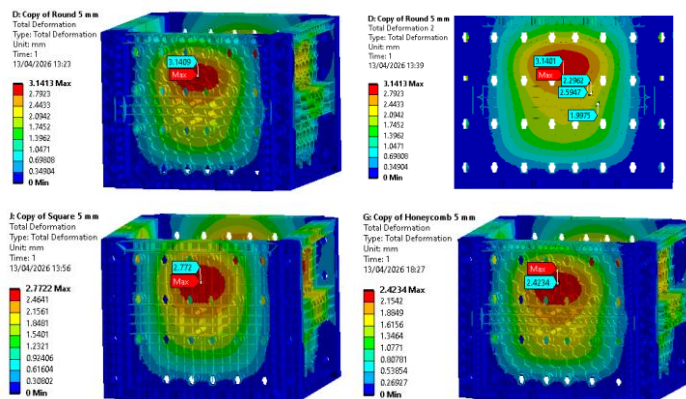 D: Copy of Round 5 mm
Total Deformation
Type: Total Deformation
Unit: mm
Time: 1
13/04/2026 13:23
3.1413 Max
2.7923
2.4433
2.0942
1.7452
1.3962
1.0471
0.69808
0.34904
0 Min
3.1409
Max
D: Copy of Round 5 mm
Total Deformation 2
Type: Total Deformation
Unit: mm
Time: 1
13/04/2026 13:39
3.1413 Max
2.7923
2.4433
2.0942
1.7452
1.3962
1.0471
0.69808
0.34904
0 Min
3.1401
Max
2.2962
2.5947
1.9975
J: Copy of Square 5 mm
Total Deformation
Type: Total Deformation
Unit: mm
Time: 1
13/04/2026 13:56
2.7722 Max
2.4641
2.1561
1.8481
1.5401
1.2321
0.92406
0.61604
0.30802
0 Min
2.772
Max
G: Copy of Honeycomb 5 mm
Total Deformation
Type: Total Deformation
Unit: mm
Time: 1
13/04/2026 18:27
2.4234 Max
2.1542
1.8849
1.6156
1.3464
1.0771
0.80781
0.53854
0.26927
0 Min
Max
2.4234